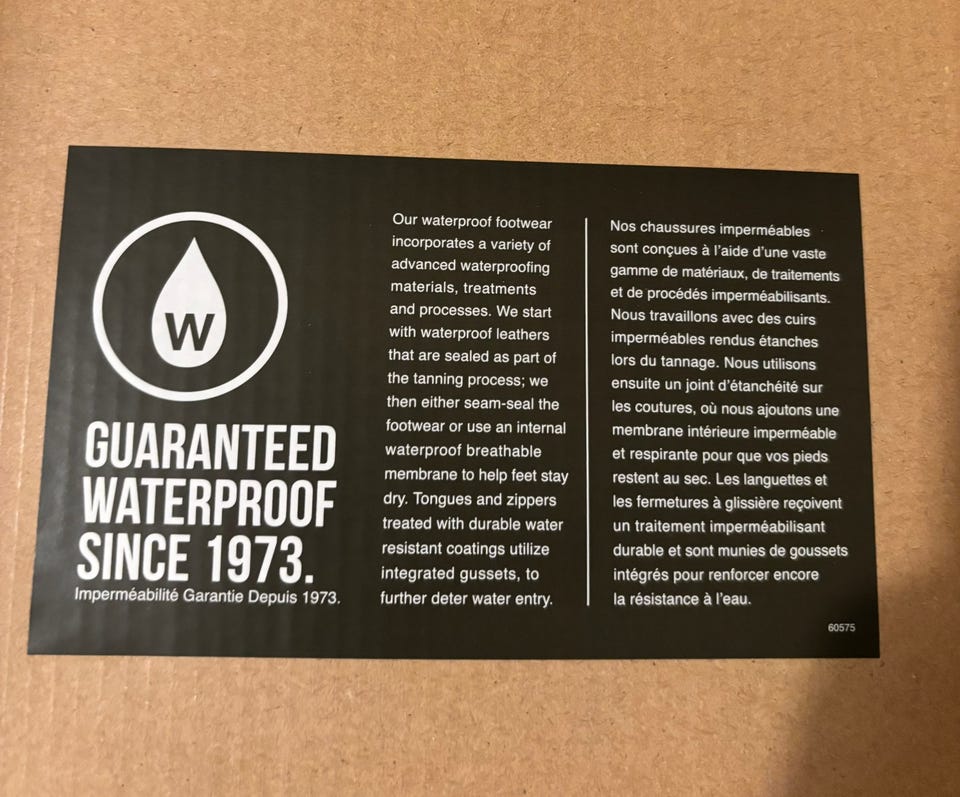 W
GUARANTEED
WATERPROOF
SINCE 1973.
Imperméabilité Garantie Depuis 1973.
Our waterproof footwear
incorporates a variety of
advanced waterproofing
materials, treatments
and processes. We start
with waterproof leathers
that are sealed as part of
the tanning process; we
then either seam-seal the
footwear or use an internal
waterproof breathable
membrane to help feet stay
dry. Tongues and zippers
treated with durable water
resistant coatings utilize
integrated gussets, to
further deter water entry.
Nos chaussures imperméables
sont conçues à l'aide d'une vaste
gamme de matériaux, de traitements
et de procédés imperméabilisants.
Nous travaillons avec des cuirs
imperméables rendus étanches
lors du tannage. Nous utilisons
ensuite un joint d'étanchéité sur
les coutures, où nous ajoutons une
membrane intérieure imperméable
et respirante pour que vos pieds
restent au sec. Les languettes et
les fermetures à glissière reçoivent
un traitement imperméabilisant
durable et sont munies de goussets
intégrés pour renforcer encore
la résistance à l'eau.
60575